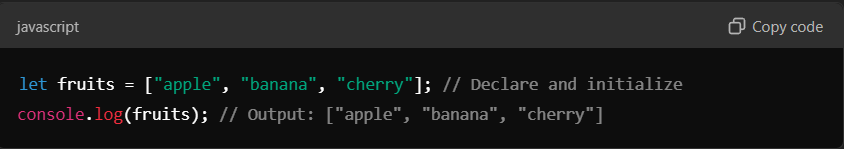 javascript
Copy code
let fruits = ["apple", "banana", "cherry"]; // Declare and initialize
console.log(fruits); // Output: ["apple", "banana", "cherry"]